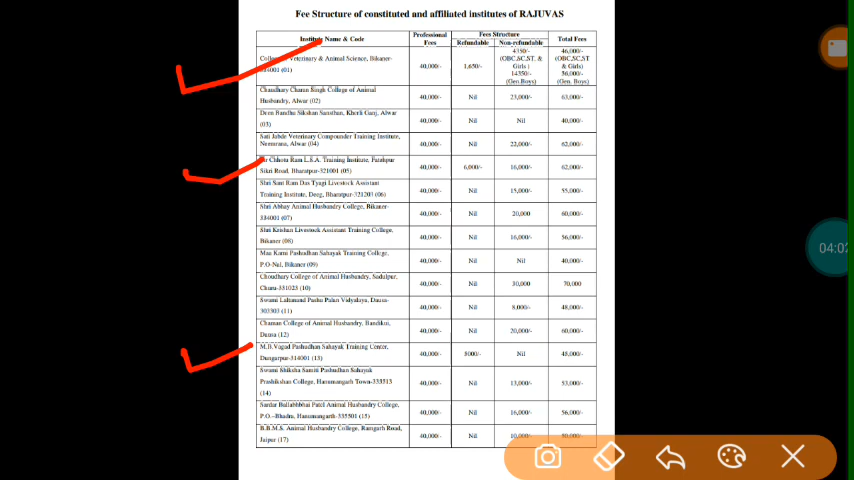 Fee Structure of constituted and affiliated institutes of RAJUVAS
Institute Name & Code Professional Fees Fees Structure Total Fees
Refundable Non-refundable
Veterinary & Animal Science, Bikaner-
334001 (01) 40,000/- 1,650/- 4350/- (OBC,SC,ST, & Girls ) 14350/- (Gen.Boys) 46,000/- (OBC,SC,ST & Girls) 56,000/- (Gen. Boys)
Chaudhary Charan Singh College of Animal
Husbandry, Alwar (02) 40,000/- Nil 23,000/- 63,000/-
Deen Bandhu Sikshan Sansthan, Kherli Ganj, Alwar
(03) 40,000/- Nil Nil 40,000/-
Sati Jabde Veterinary Compounder Training Institute,
Neemrana, Alwar (04) 40,000/- Nil 22,000/- 62,000/-
Sir Chhotu Ram L.S.A. Training Institute, Fatehpur
Sikri Road, Bharatpur-321001 (05) 40,000/- 6,000/- 16,000/- 62,000/-
Shri Sant Ram Das Tyagi Livestock Assistant
Training Institute, Deeg, Bharatpur-321203 (06) 40,000/- Nil 15,000/- 55,000/-
Shri Abhay Animal Husbandry College, Bikaner-
334001 (07) 40,000/- Nil 20,000 60,000/-
Shri Krishan Livestock Assistant Training College,
Bikaner (08) 40,000/- Nil 16,000/- 56,000/-
Maa Karni Pashudhan Sahayak Training College,
P.O-Nal, Bikaner (09) 40,000/- Nil Nil 40,000/-
Choudhary College of Animal Husbandry, Sadulpur,
Churu-331023 (10) 40,000/- Nil 30,000 70,000
Swami Lalanand Pashu Palan Vidyalaya, Dausa-
303303 (11) 40,000/- Nil 8,000/- 48,000/-
Chaman College of Animal Husbandry, Bandikui,
Dausa (12) 40,000/- Nil 20,000/- 60,000/-
M.B.Vagad Pashudhan Sahayak Training Center,
Dungarpur-314001 (13) 40,000/- 5000/- Nil 45,000/-
Swami Shiksha Samiti Pashudhan Sahayak
Prashikshan College, Hanumangarh Town-335513
(14) 40,000/- Nil 13,000/- 53,000/-
Sardar Ballabhbhai Patel Animal Husbandry College,
P.O.–Bhadra, Hanumangarh-335501 (15) 40,000/- Nil 16,000/- 56,000/-
B.B.M.S. Animal Husbandry College, Ramgarh Road,
Jaipur (17) 40,000/- Nil 10,000/- 50,000/-
04:02